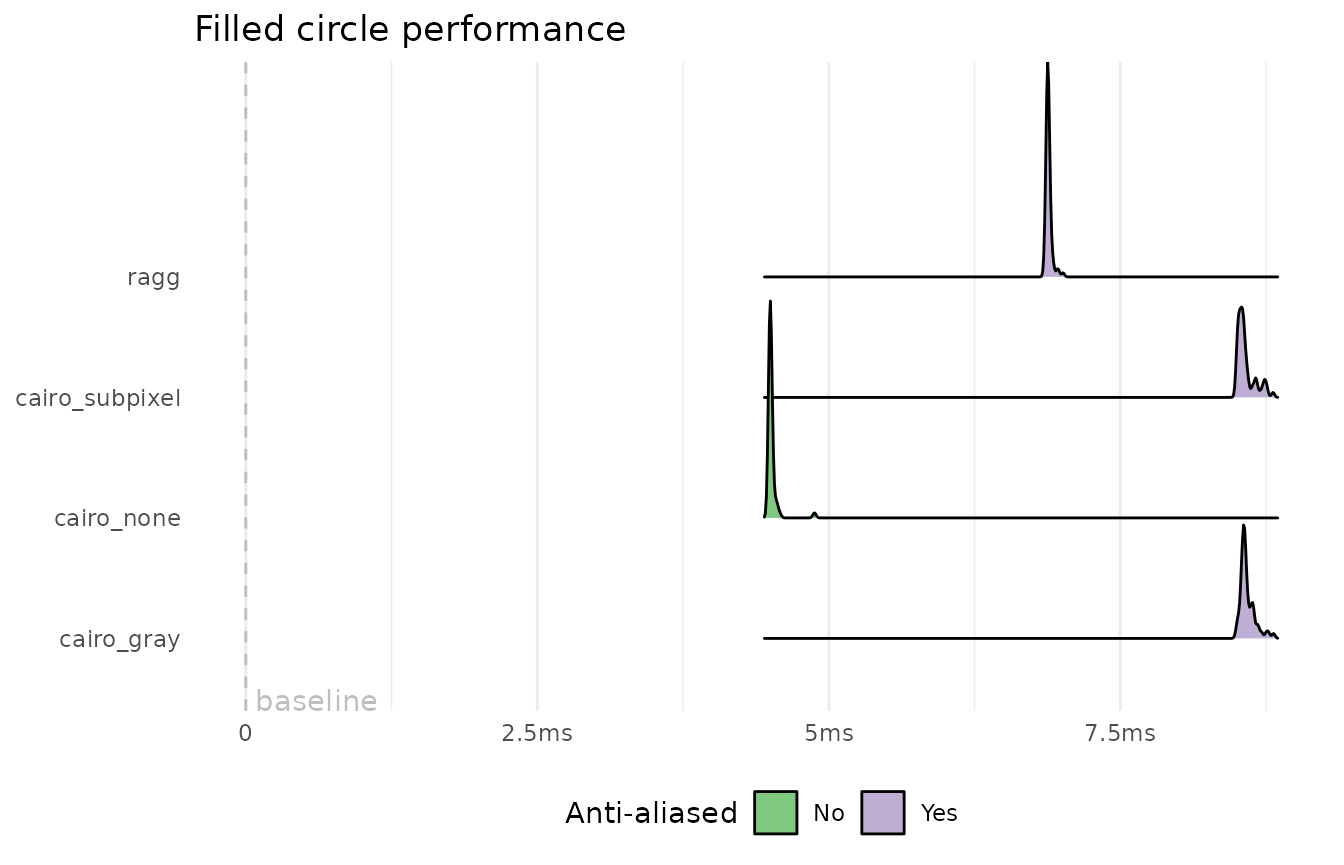 Filled circle performance
ragg
cairo_subpixel
cairo_none
cairo_gray
baseline
0 2.5ms 5ms 7.5ms
Anti-aliased No Yes